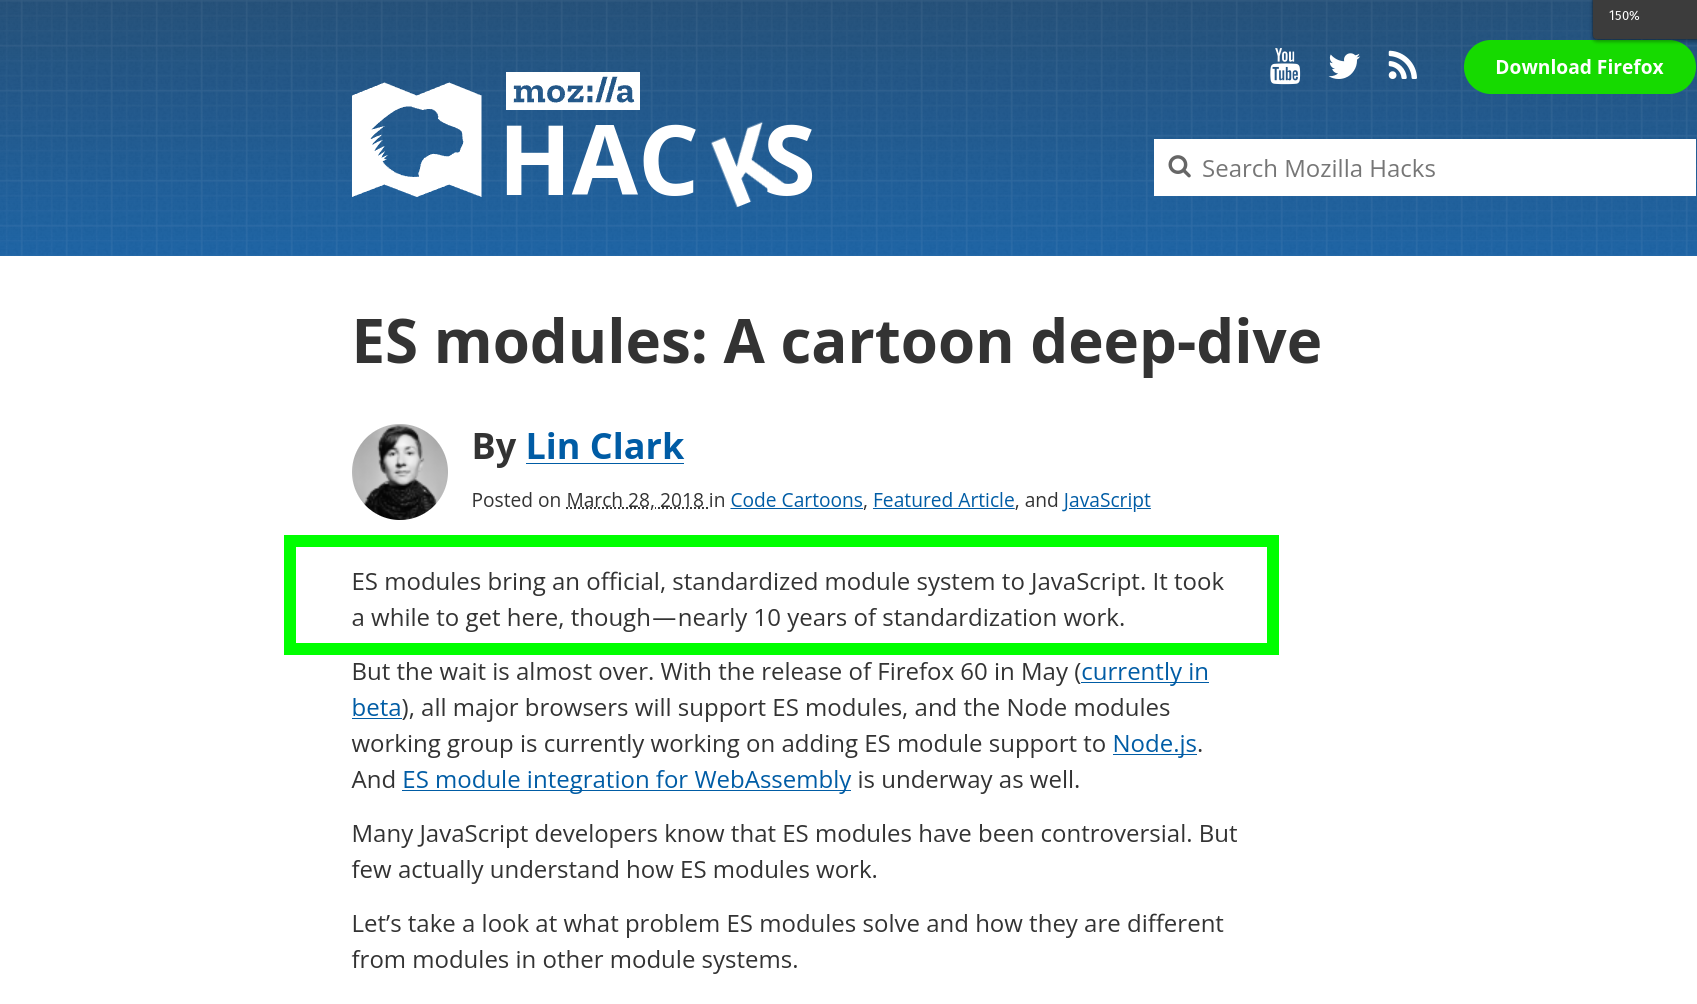 150%
You
Tube
Download Firefox
moz://a
HACKS
Search Mozilla Hacks
ES modules: A cartoon deep-dive
By Lin Clark
Posted on March 28, 2018 in Code Cartoons, Featured Article, and JavaScript
ES modules bring an official, standardized module system to JavaScript. It took
a while to get here, though — nearly 10 years of standardization work.
But the wait is almost over. With the release of Firefox 60 in May (currently in
beta), all major browsers will support ES modules, and the Node modules
working group is currently working on adding ES module support to Node.js.
And ES module integration for WebAssembly is underway as well.
Many JavaScript developers know that ES modules have been controversial. But
few actually understand how ES modules work.
Let’s take a look at what problem ES modules solve and how they are different
from modules in other module systems.